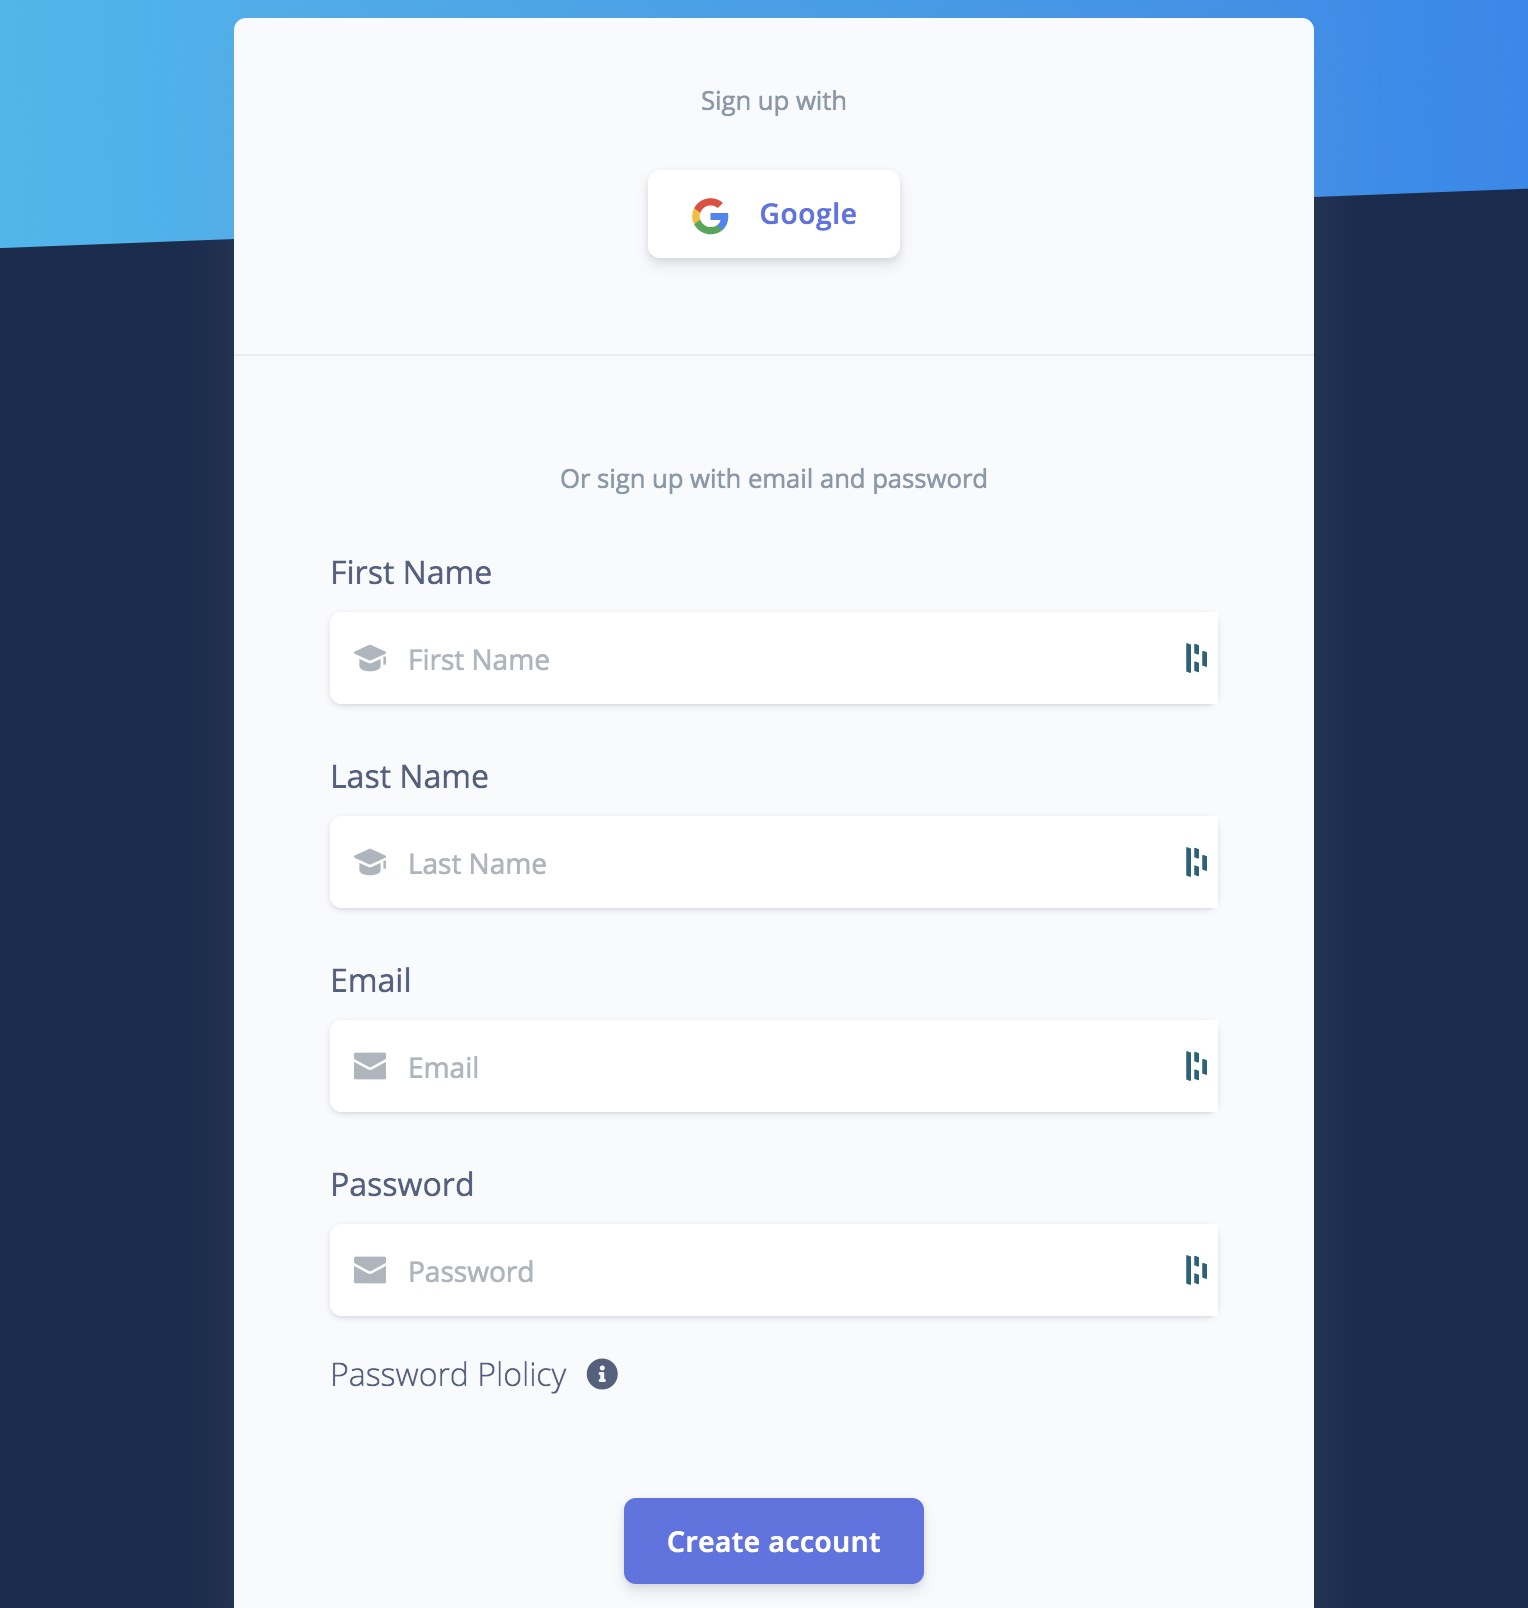 Sign up with
Google
Or sign up with email and password
First Name
First Name
Last Name
Last Name
Email
Email
Password
Password
Password Plolicy
Create account